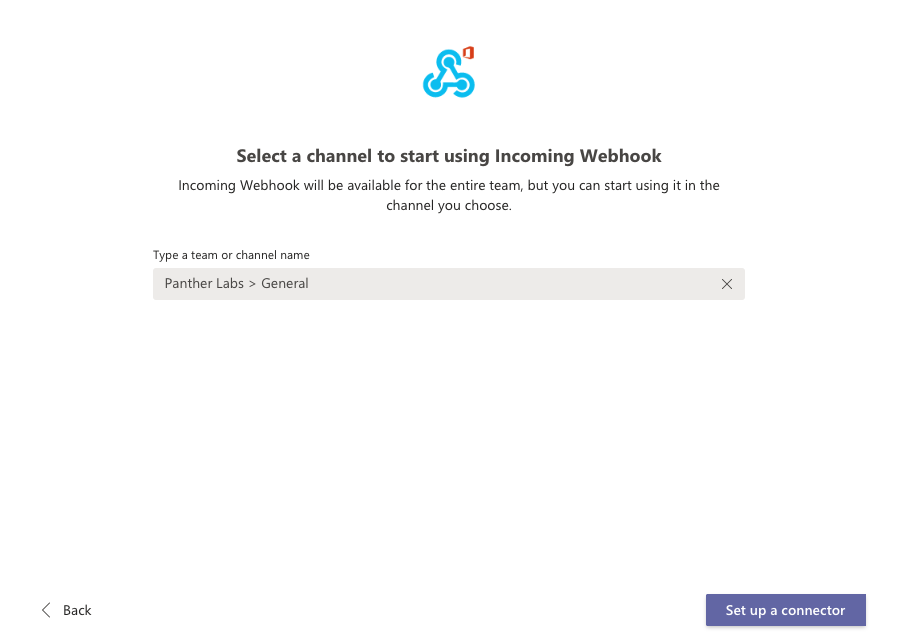 Select a channel to start using Incoming Webhook
Incoming Webhook will be available for the entire team, but you can start using it in the
channel you choose.
Type a team or channel name
Panther Labs > General
Back
Set up a connector